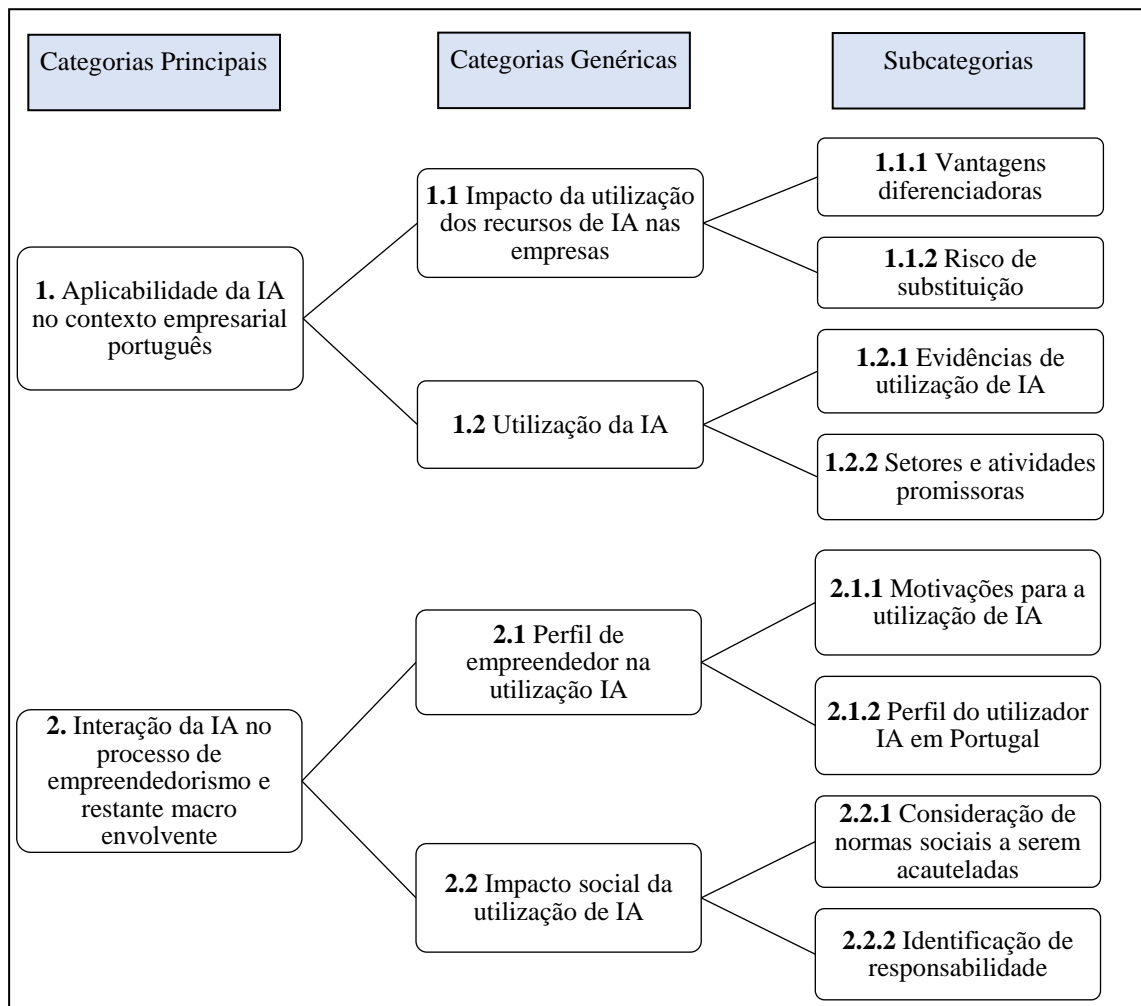 Categorias Principais
Categorias Genéricas
Subcategorias
1. Aplicabilidade da IA
no contexto empresarial
português
1.1 Impacto da utilização
dos recursos de IA nas
empresas
1.1.1 Vantagens
diferenciadoras
1.1.2 Risco de
substituição
1.2 Utilização da IA
1.2.1 Evidências de
utilização de IA
1.2.2 Setores e atividades
promissoras
2. Interação da IA no
processo de
empreendedorismo e
restante macro
envolvente
2.1 Perfil de
empreendedor na
utilização IA
2.1.1 Motivações para a
utilização de IA
2.1.2 Perfil do utilizador
IA em Portugal
2.2 Impacto social da
utilização de IA
2.2.1 Consideração de
normas sociais a serem
acauteladas
2.2.2 Identificação de
responsabilidade